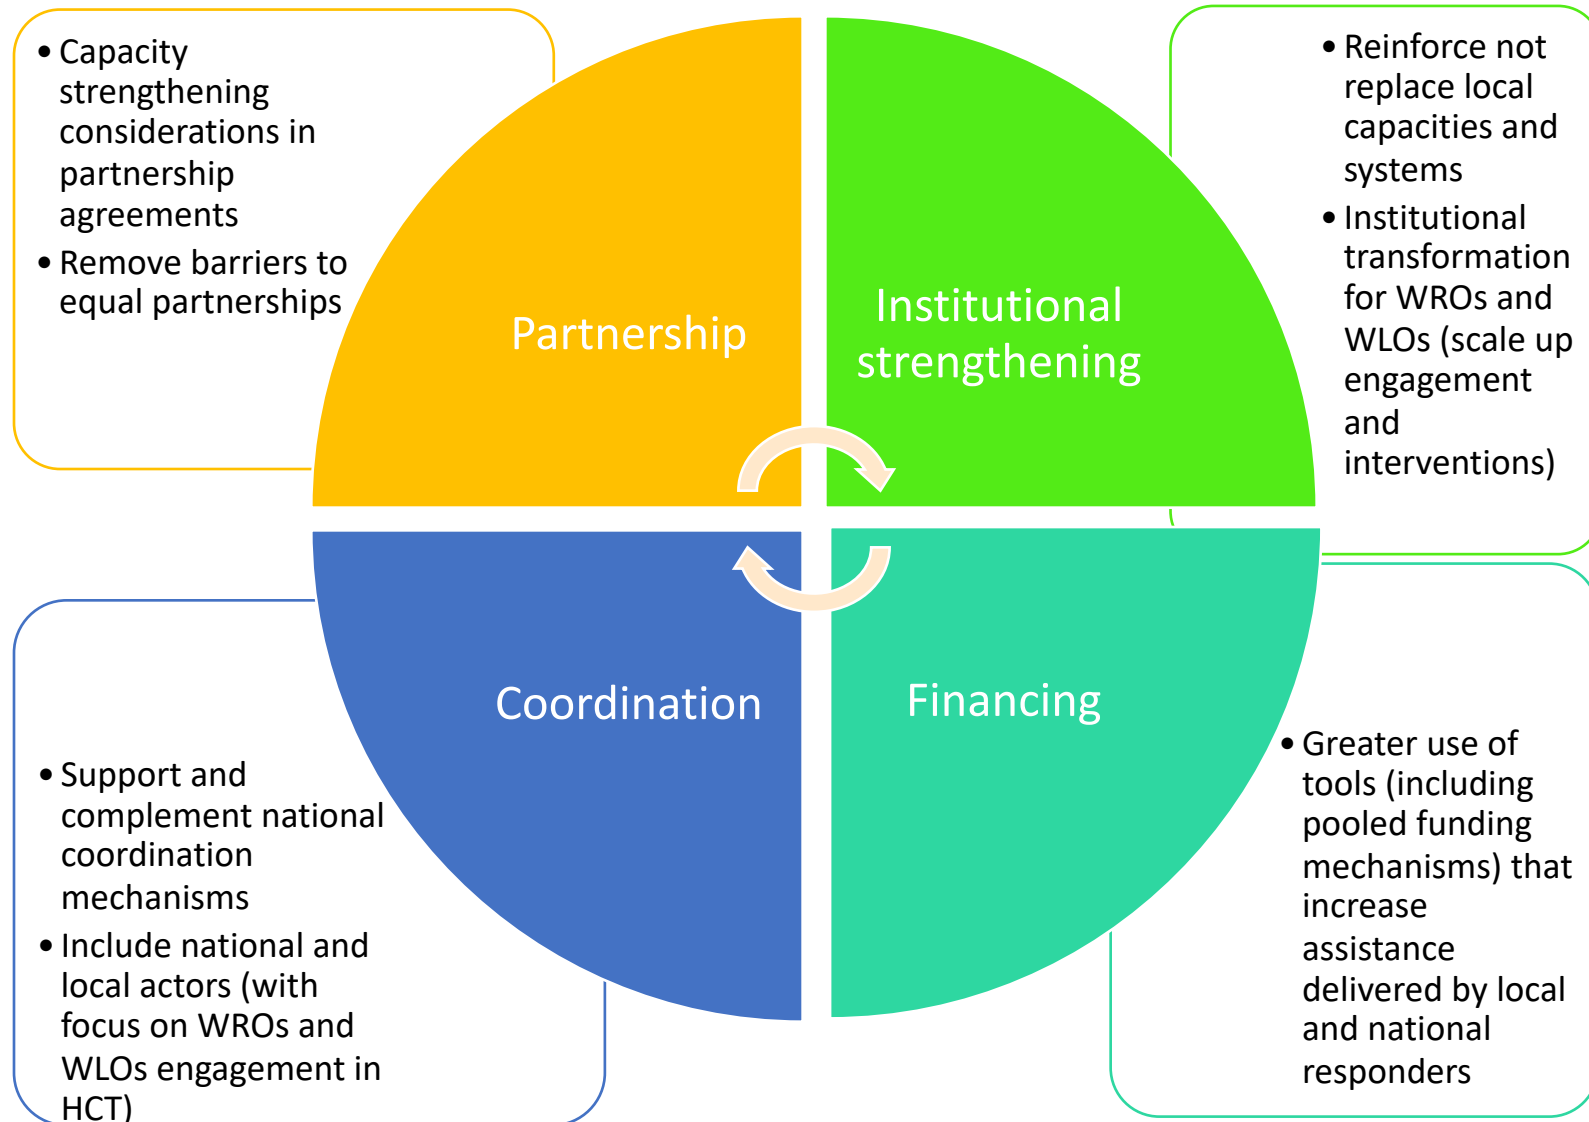 • Capacity
strengthening
considerations in
partnership
agreements
• Remove barriers to
equal partnerships
Partnership
Institutional
strengthening
• Reinforce not
replace local
capacities and
systems
• Institutional
transformation
for WROs and
WLOs (scale up
engagement
and
interventions)
Coordination
Financing
• Support and
complement national
coordination
mechanisms
• Include national and
local actors (with
focus on WROs and
WLOs engagement in
HCT)
• Greater use of
tools (including
pooled funding
mechanisms) that
increase
assistance
delivered by local
and national
responders